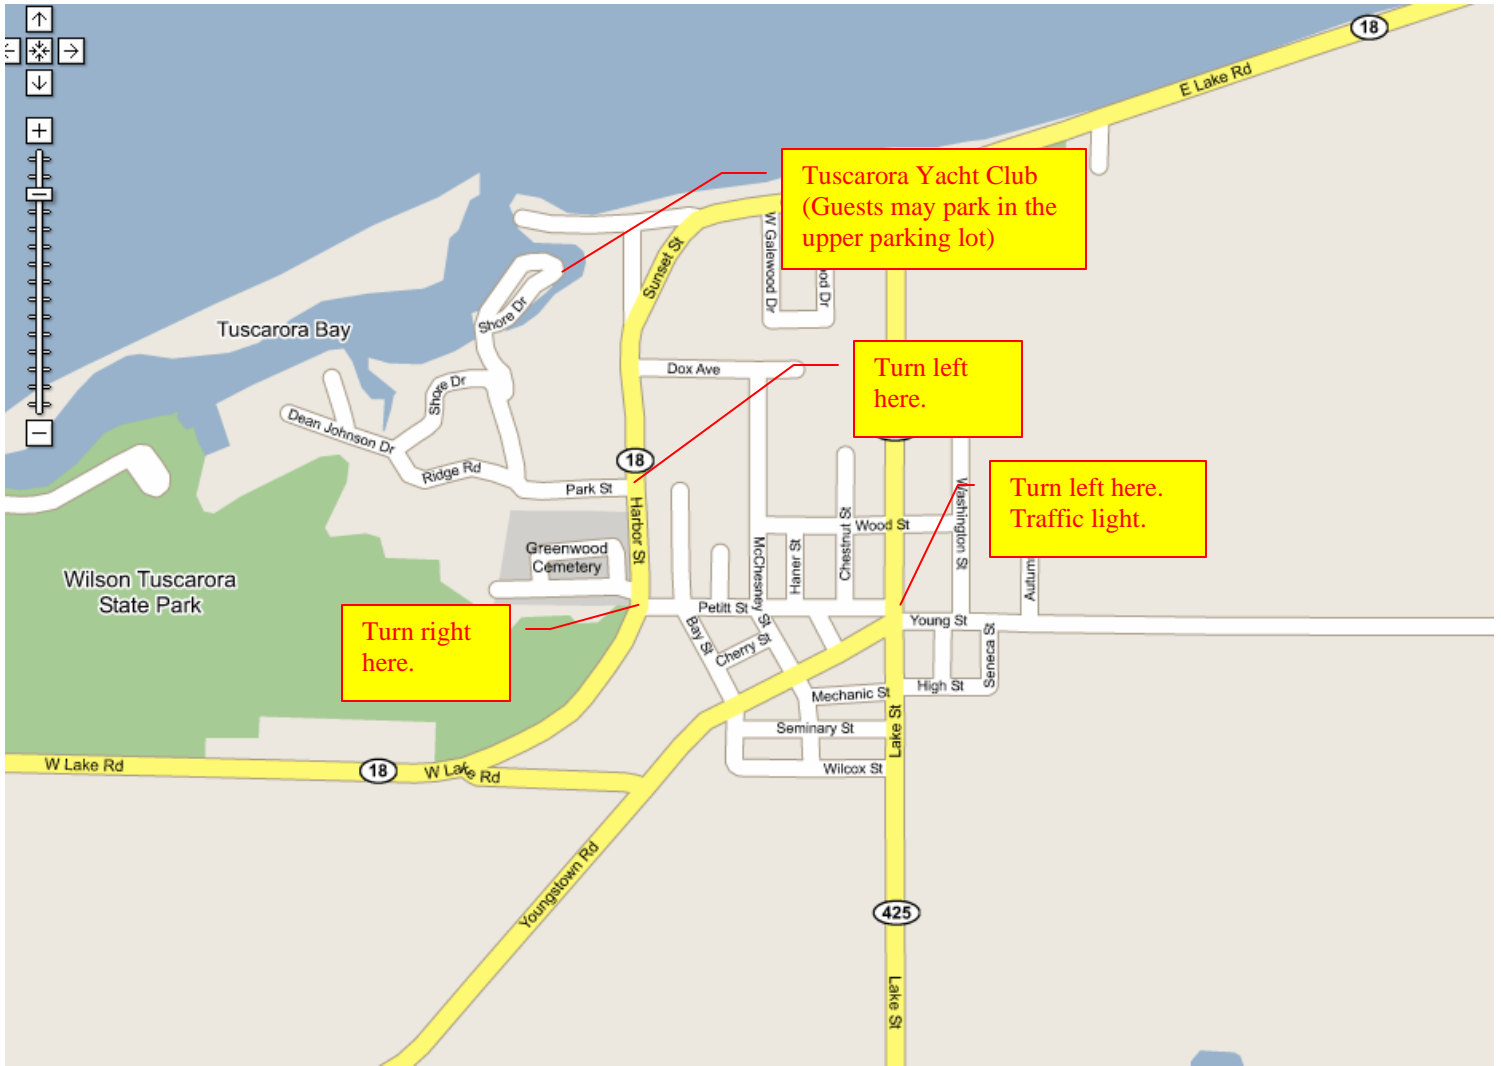 18
E Lake Rd
Tuscarora Yacht Club
(Guests may park in the
upper parking lot)
W Galewood Dr
ood Dr
Sunset St
Shore Dr
Tuscarora Bay
Turn left
here.
Dox Ave
Shore Dr
Dean Johnson Dr
Ridge Rd
18
Park St
Harbor St
Turn left here.
Traffic light.
Washington St
Wood St
Chestnut St
Haner St
McChesney St
Greenwood
Cemetery
Wilson Tuscarora
State Park
Autum
Petitt St
Young St
Turn right
here.
Bay St
Cherry St
Seneca St
High St
Mechanic St
Lake St
Seminary St
Wilcox St
W Lake Rd
18
W Lake Rd
Youngstown Rd
425
Lake St